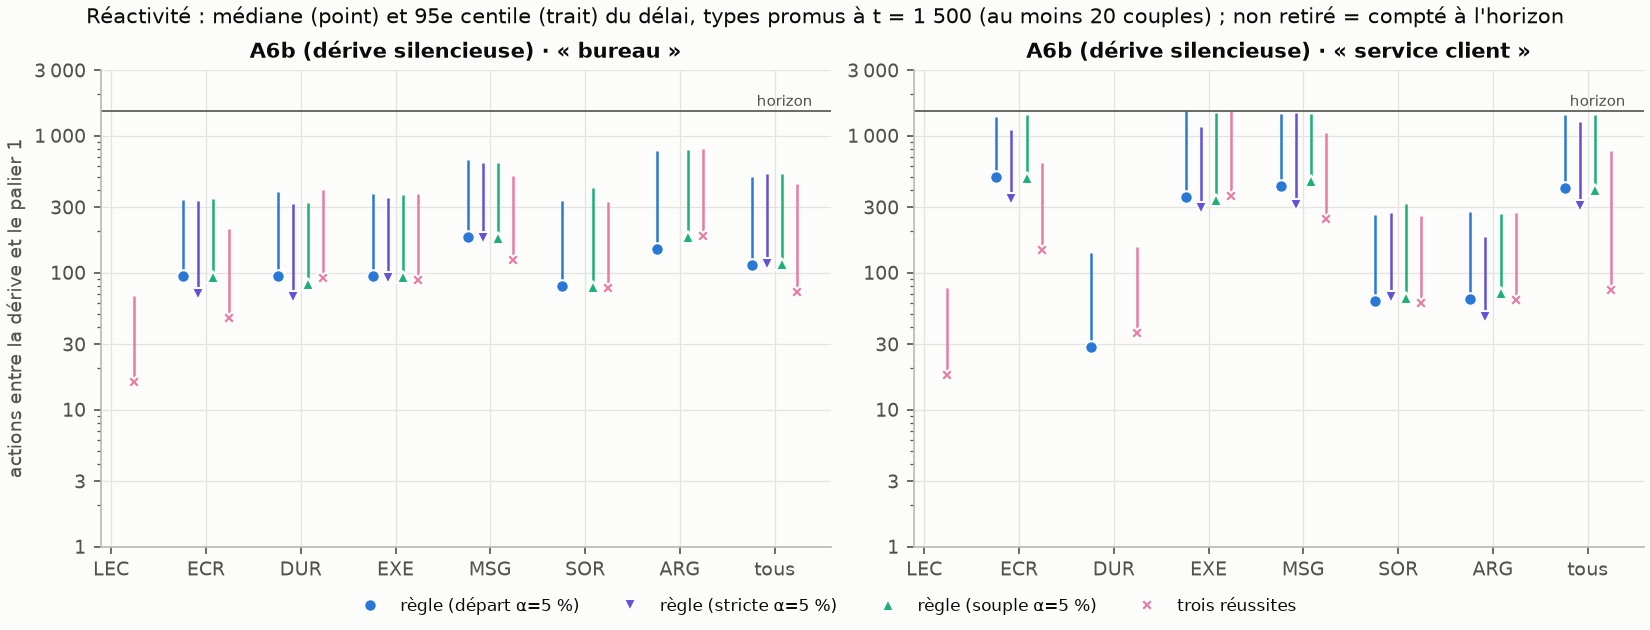 Réactivité : médiane (point) et 95e centile (trait) du délai, types promus à t = 1 500 (au moins 20 couples) ; non retiré = compté à l'horizon
A6b (dérive silencieuse) · « bureau »
A6b (dérive silencieuse) · « service client »
actions entre la dérive et le palier 1
3 000
1 000
300
100
30
10
3
1
horizon
LEC ECR DUR EXE MSG SOR ARG tous
3 000
1 000
300
100
30
10
3
1
horizon
LEC ECR DUR EXE MSG SOR ARG tous
règle (départ α=5 %) règle (stricte α=5 %) règle (souple α=5 %) trois réussites